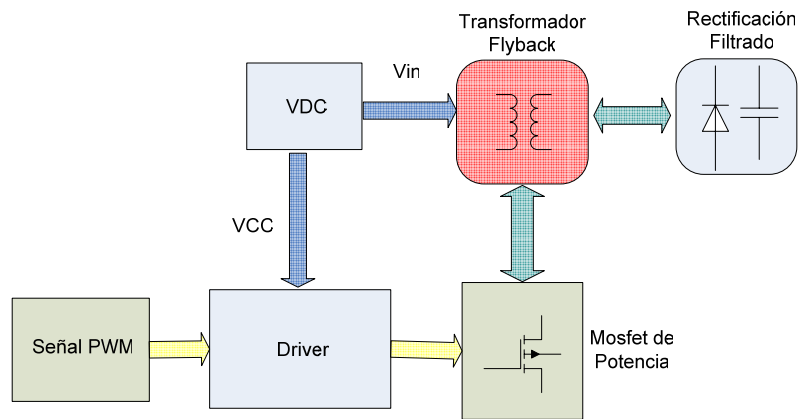 Transformador
Flyback
Rectificación
Filtrado
Vin
VDC
VCC
Señal PWM
Driver
Mosfet de
Potencia